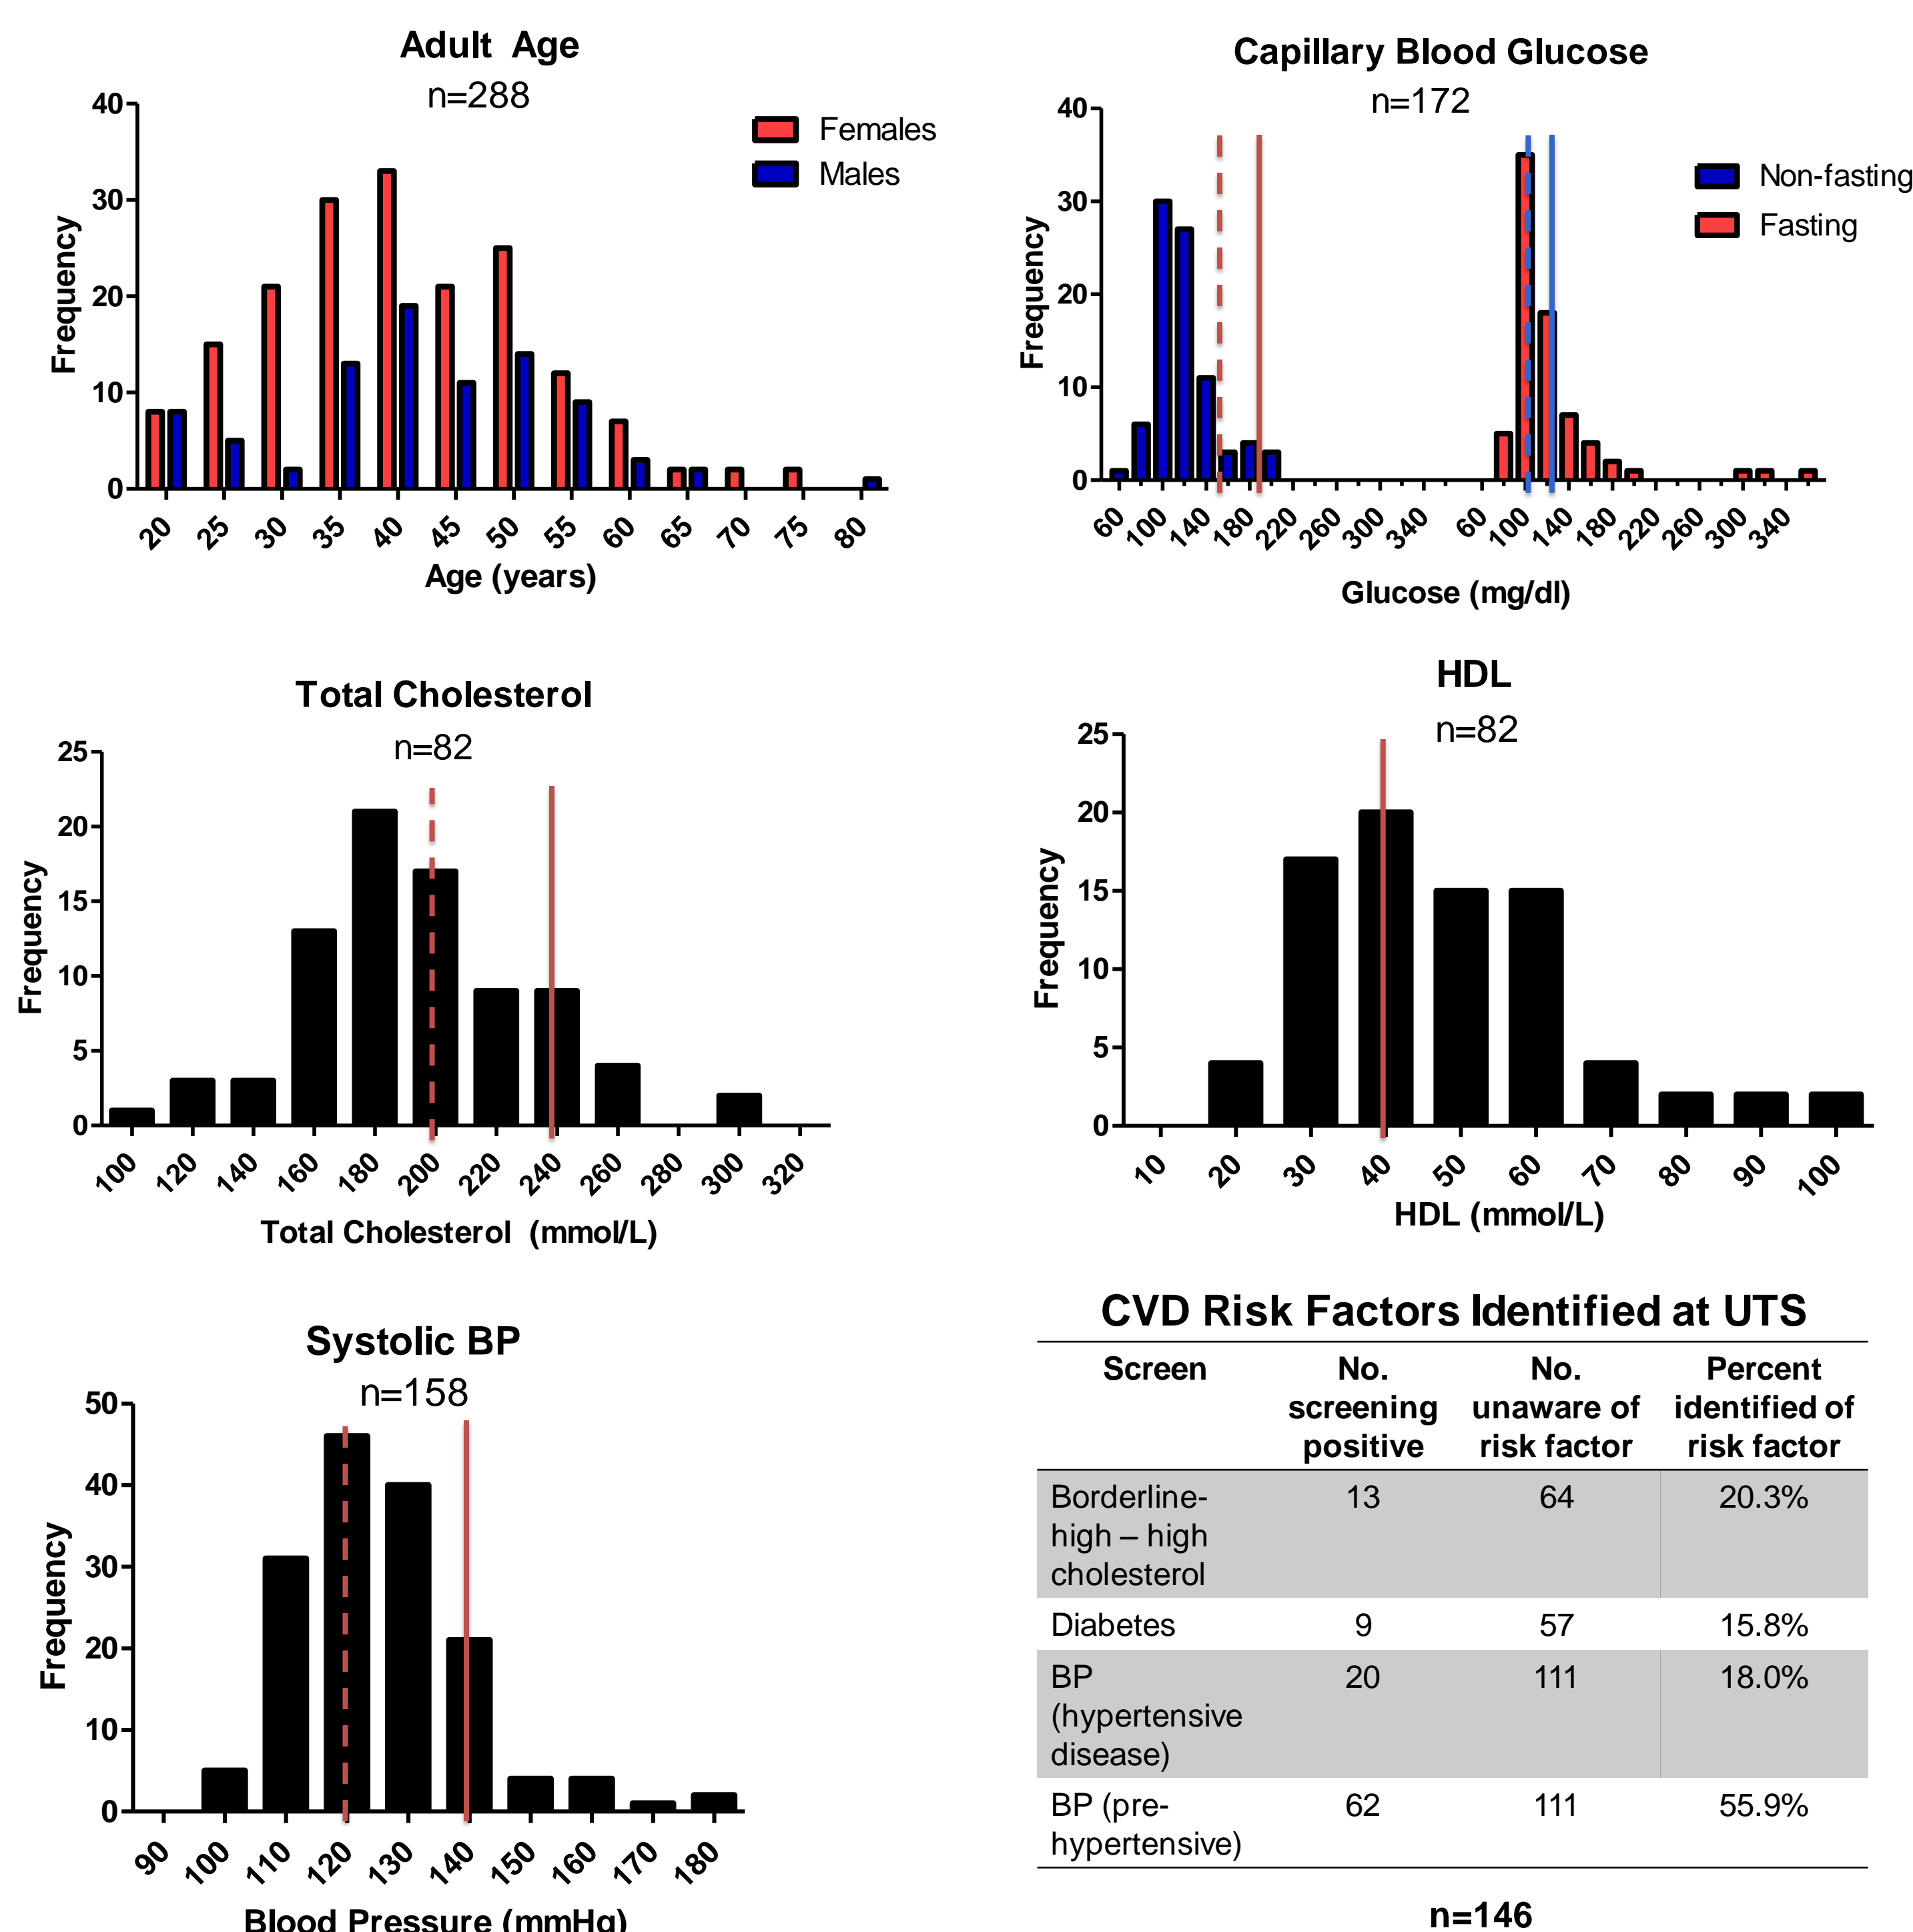 Adult Age
n=288
Females
Males
40
30
20
10
0
Frequency
20 25 30 35 40 45 50 55 60 65 70 75 80
Age (years)
Capillary Blood Glucose
n=172
Non-fasting
Fasting
40
30
20
10
0
Frequency
60 100 140 180 220 260 300 340 60 100 140 180 220 260 300 340
Glucose (mg/dl)
Total Cholesterol
n=82
25
20
15
10
5
0
Frequency
100 120 140 160 180 200 220 240 260 280 300 320
Total Cholesterol (mmol/L)
HDL
n=82
25
20
15
10
5
0
Frequency
10 20 30 40 50 60 70 80 90 100
HDL (mmol/L)
Systolic BP
n=158
50
40
30
20
10
0
Frequency
90 100 110 120 130 140 150 160 170 180
Blood Pressure (mmHg)
CVD Risk Factors Identified at UTS
Screen No. No. Percent
screening unaware of identified of
positive risk factor risk factor
Borderline- 13 64 20.3%
high – high
cholesterol
Diabetes 9 57 15.8%
BP 20 111 18.0%
(hypertensive
disease)
BP (pre- 62 111 55.9%
hypertensive)
n=146